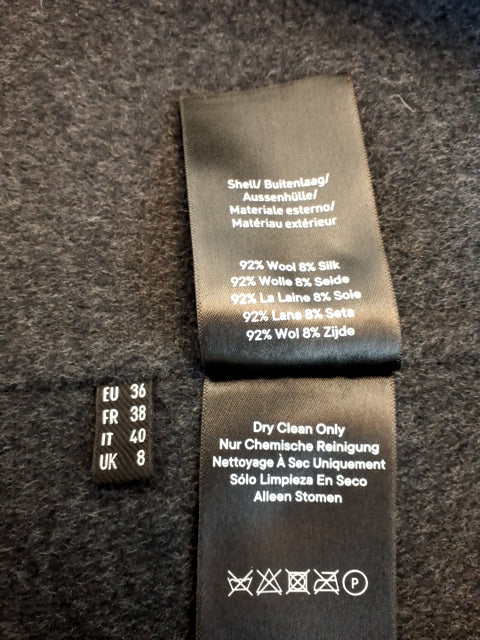 Shell/ Buitenlaag/
Aussenhülle/
Materiale esterno/
Matériau extérieur
92% Wool 8% Silk
92% Wolle 8% Seide
92% La Laine 8% Soie
92% Lana 8% Seta
92% Wol 8% Zijde
EU 36
FR 38
IT 40
UK 8
Dry Clean Only
Nur Chemische Reinigung
Nettoyage À Sec Uniquement
Sólo Limpieza En Seco
Alleen Stomen
P